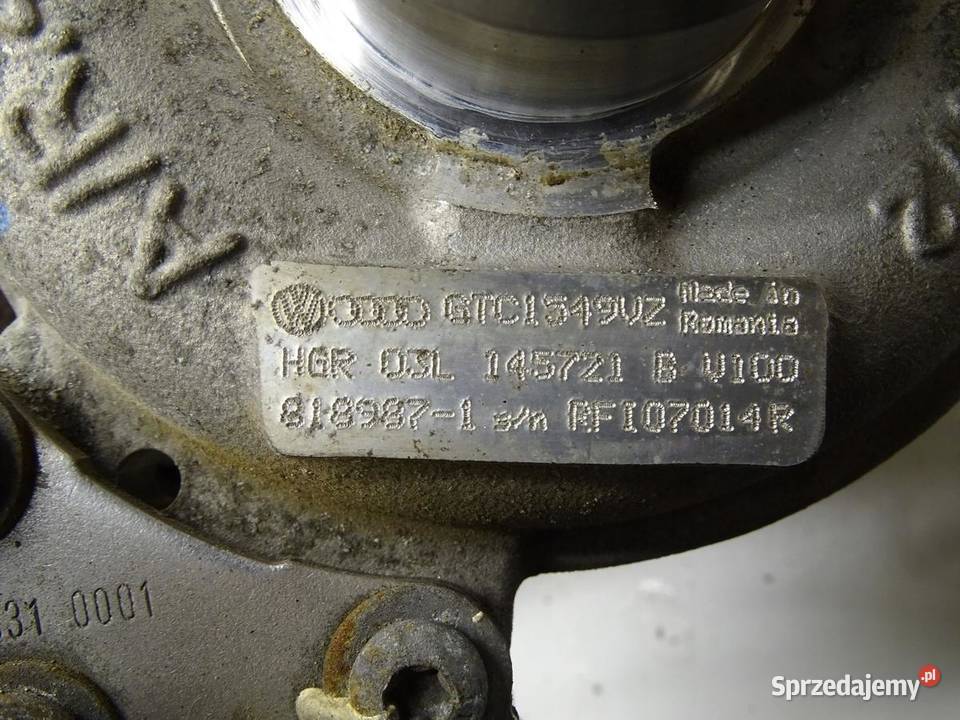 GTC1549VZ Made in Romania
HGR 03L 145721 B V100
818987-1 s/n RFI07014R
31 0001
Sprzedajemy.pl